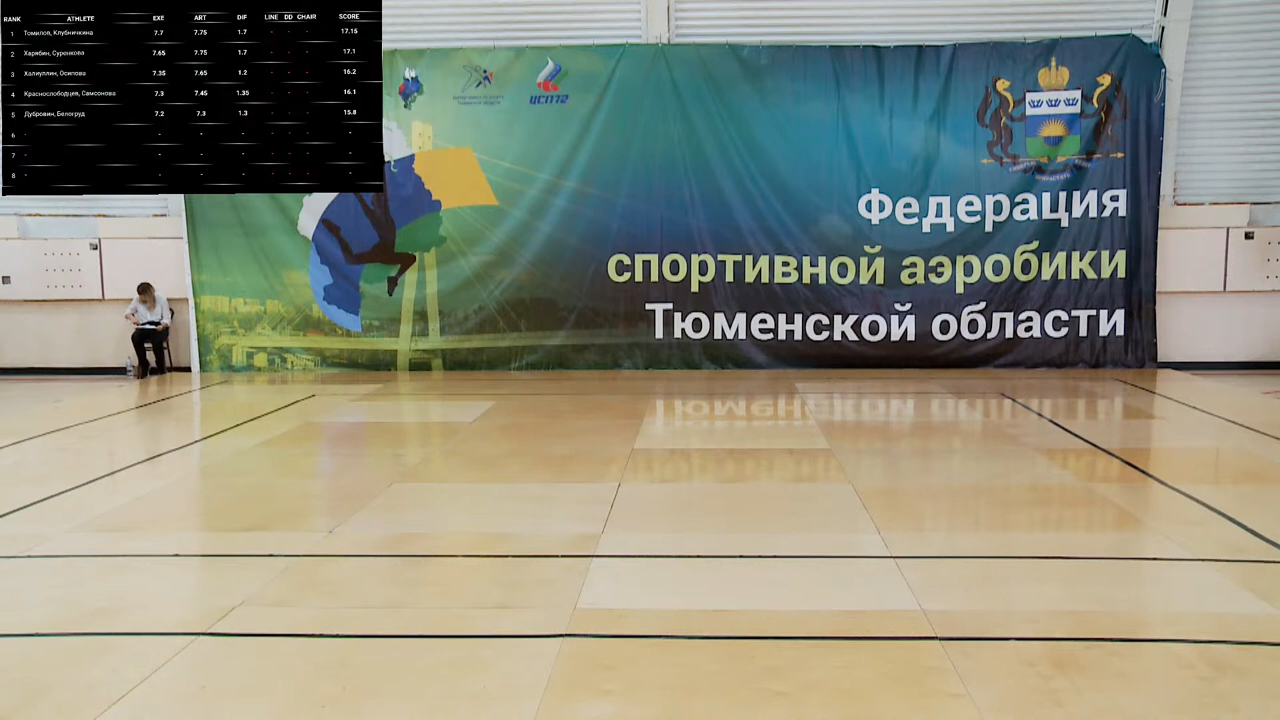 RANK ATHLETE EXE ART DIF LINE DD CHAIR SCORE
1 Томилов, Клубничкина 7.7 7.75 1.7 - - - 17.15
2 Харябин, Суренкова 7.65 7.75 1.7 - - - 17.1
3 Халиуллин, Осипова 7.35 7.65 1.2 - - - 16.2
4 Краснослободцев, Самсонова 7.3 7.45 1.35 - - - 16.1
5 Дубровин, Белогруд 7.2 7.3 1.3 - - - 15.8
6 - - - - - - - -
7 - - - - - - - -
8 - - - - - - - -
ЦСП72
Федерация
спортивной аэробики
Тюменской области